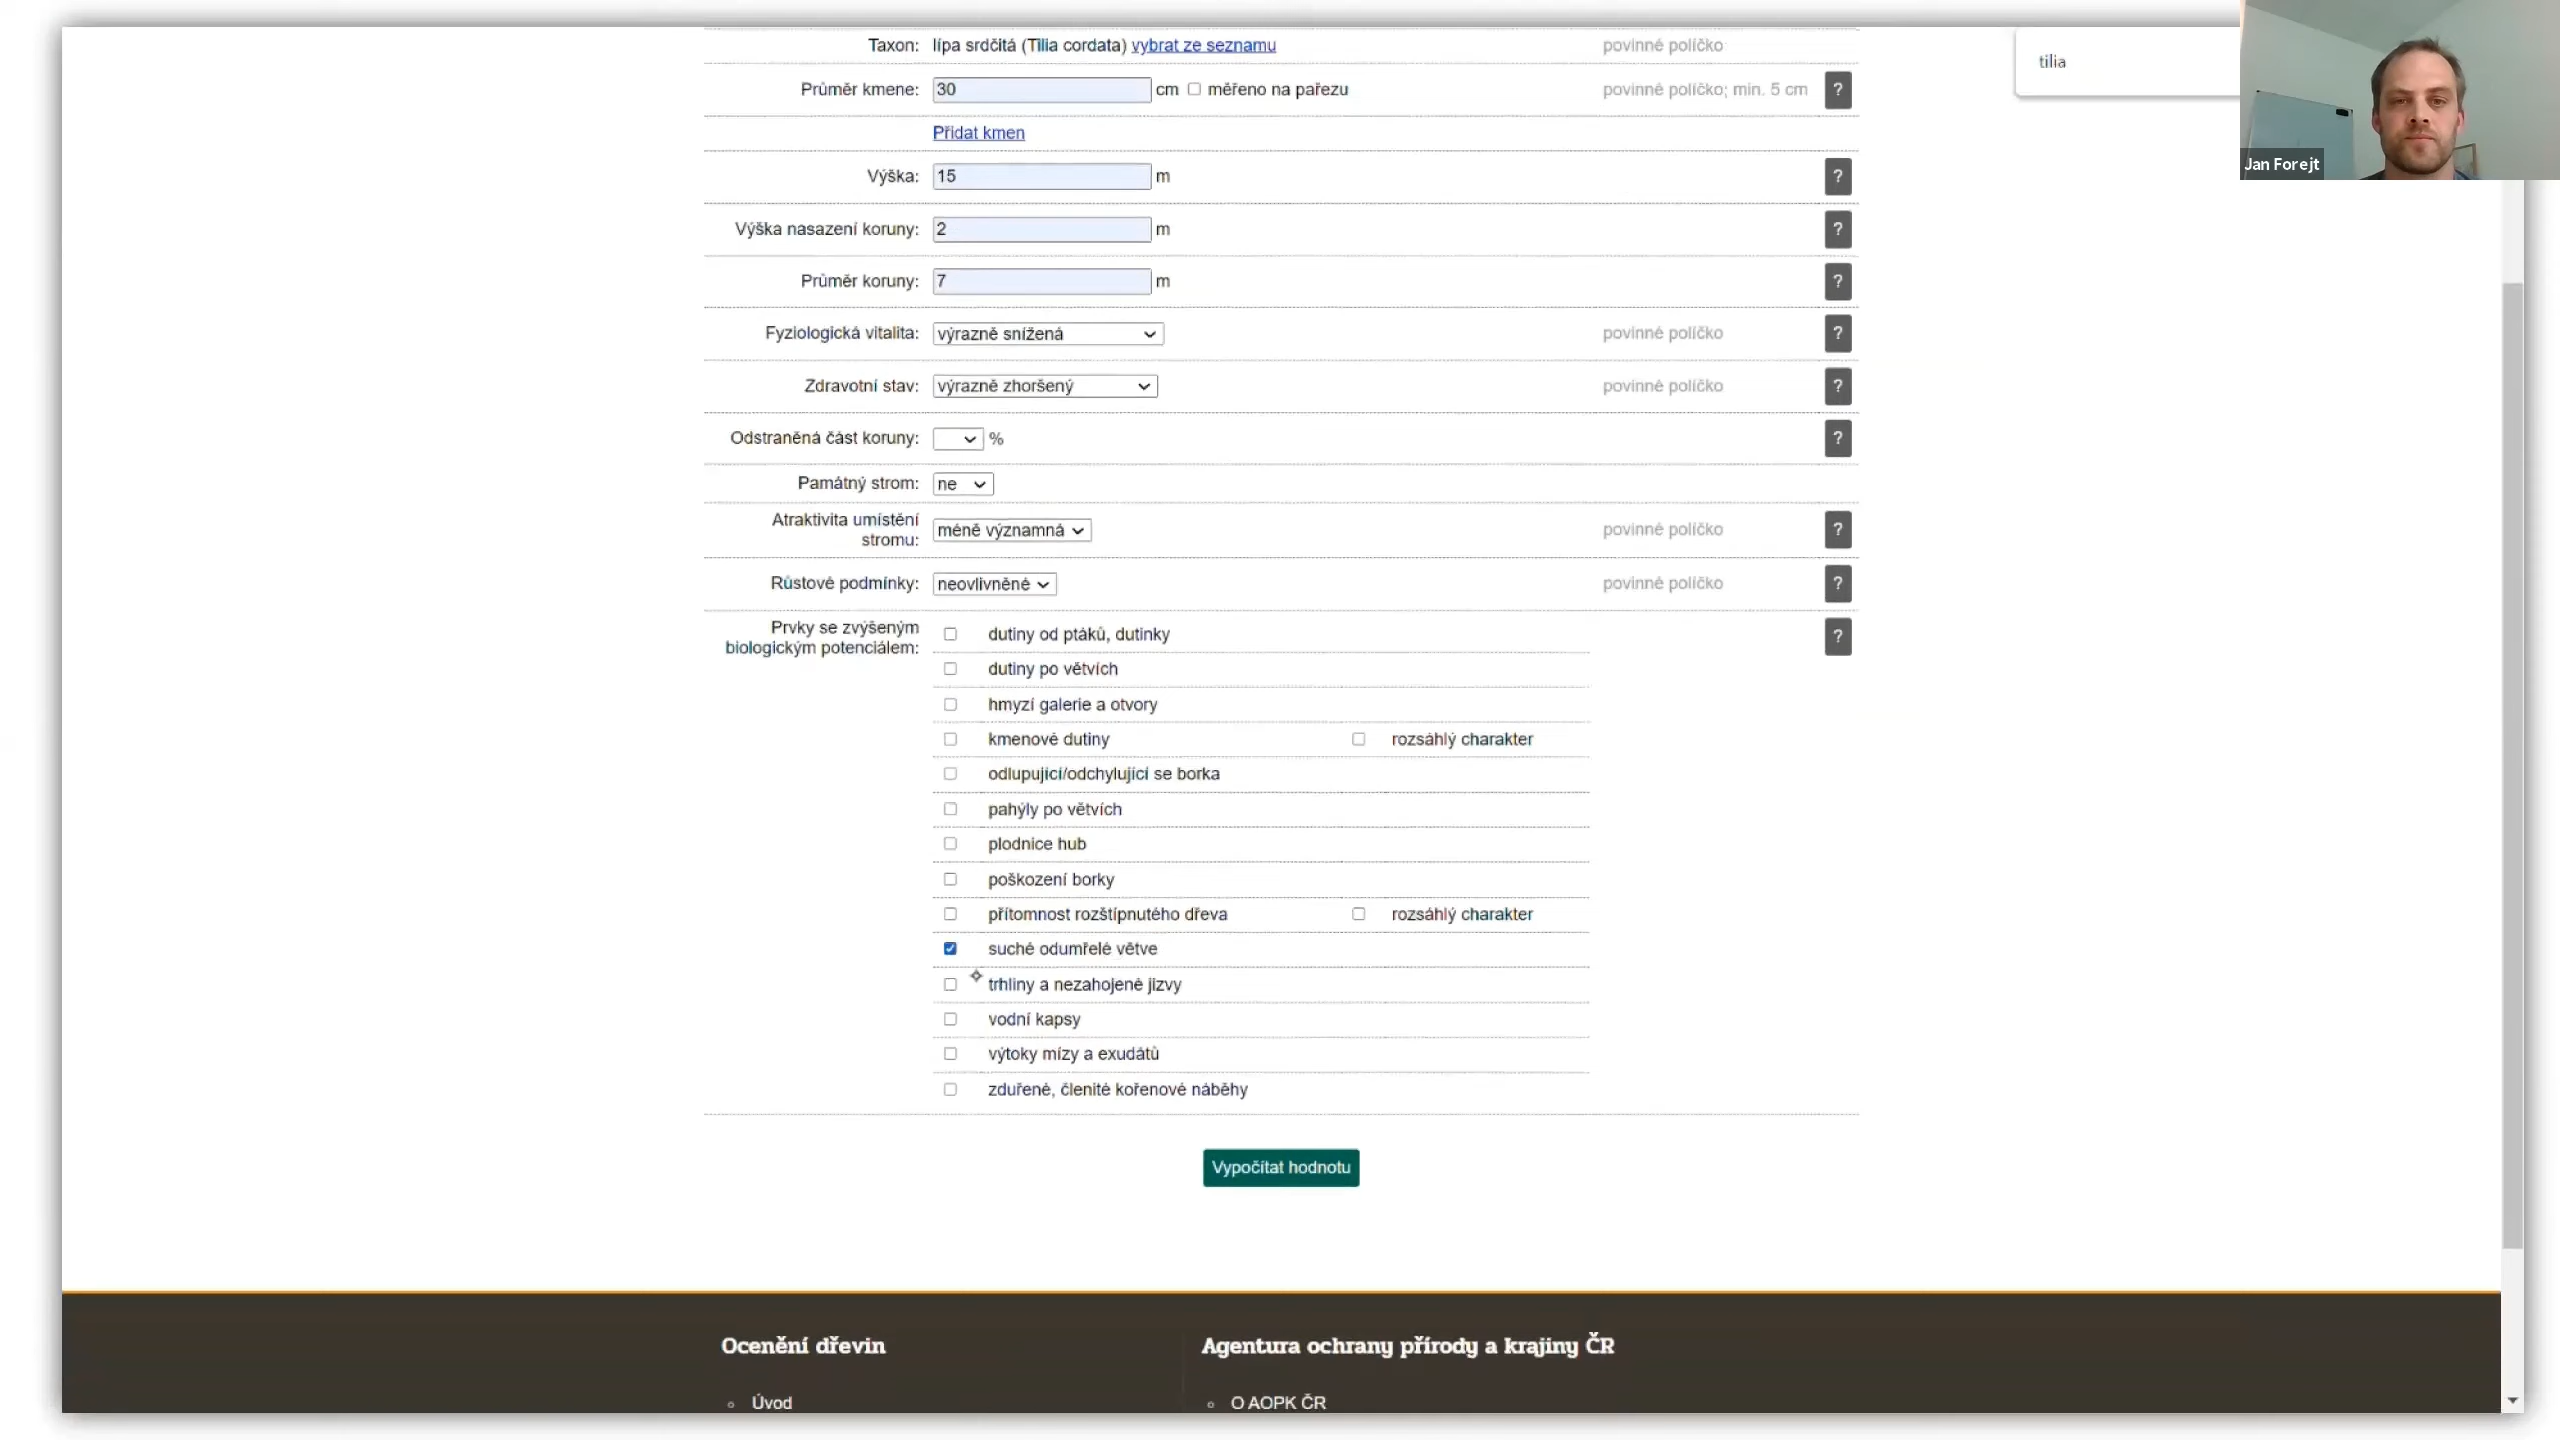 Taxon: lípa srdčitá (Tilia cordata) vybrat ze seznamu povinné políčko
tilia
Průměr kmene: 30 cm měřeno na pařezu povinné políčko; min. 5 cm ?
Přidat kmen
Jan Forejt
Výška: 15 m ?
Výška nasazení koruny: 2 m ?
Průměr koruny: 7 m ?
Fyziologická vitalita: výrazně snížená povinné políčko ?
Zdravotní stav: výrazně zhoršený povinné políčko ?
Odstraněná část koruny: % ?
Památný strom: ne
Atraktivita umístění
stromu: méně významná povinné políčko ?
Růstové podmínky: neovlivněné povinné políčko ?
Prvky se zvýšeným
biologickým potenciálem: ?
dutiny od ptáků, dutinky
dutiny po větvích
hmyzí galerie a otvory
kmenové dutiny rozsáhlý charakter
odlupující/odchylující se borka
pahýly po větvích
plodnice hub
poškození borky
přítomnost rozštípnutého dřeva rozsáhlý charakter
suché odumřelé větve
trhliny a nezahojené jizvy
vodní kapsy
výtoky mízy a exudátů
zduřené, členité kořenové náběhy
Vypočítat hodnotu
Ocenění dřevin Agentura ochrany přírody a krajiny ČR
Úvod O AOPK ČR